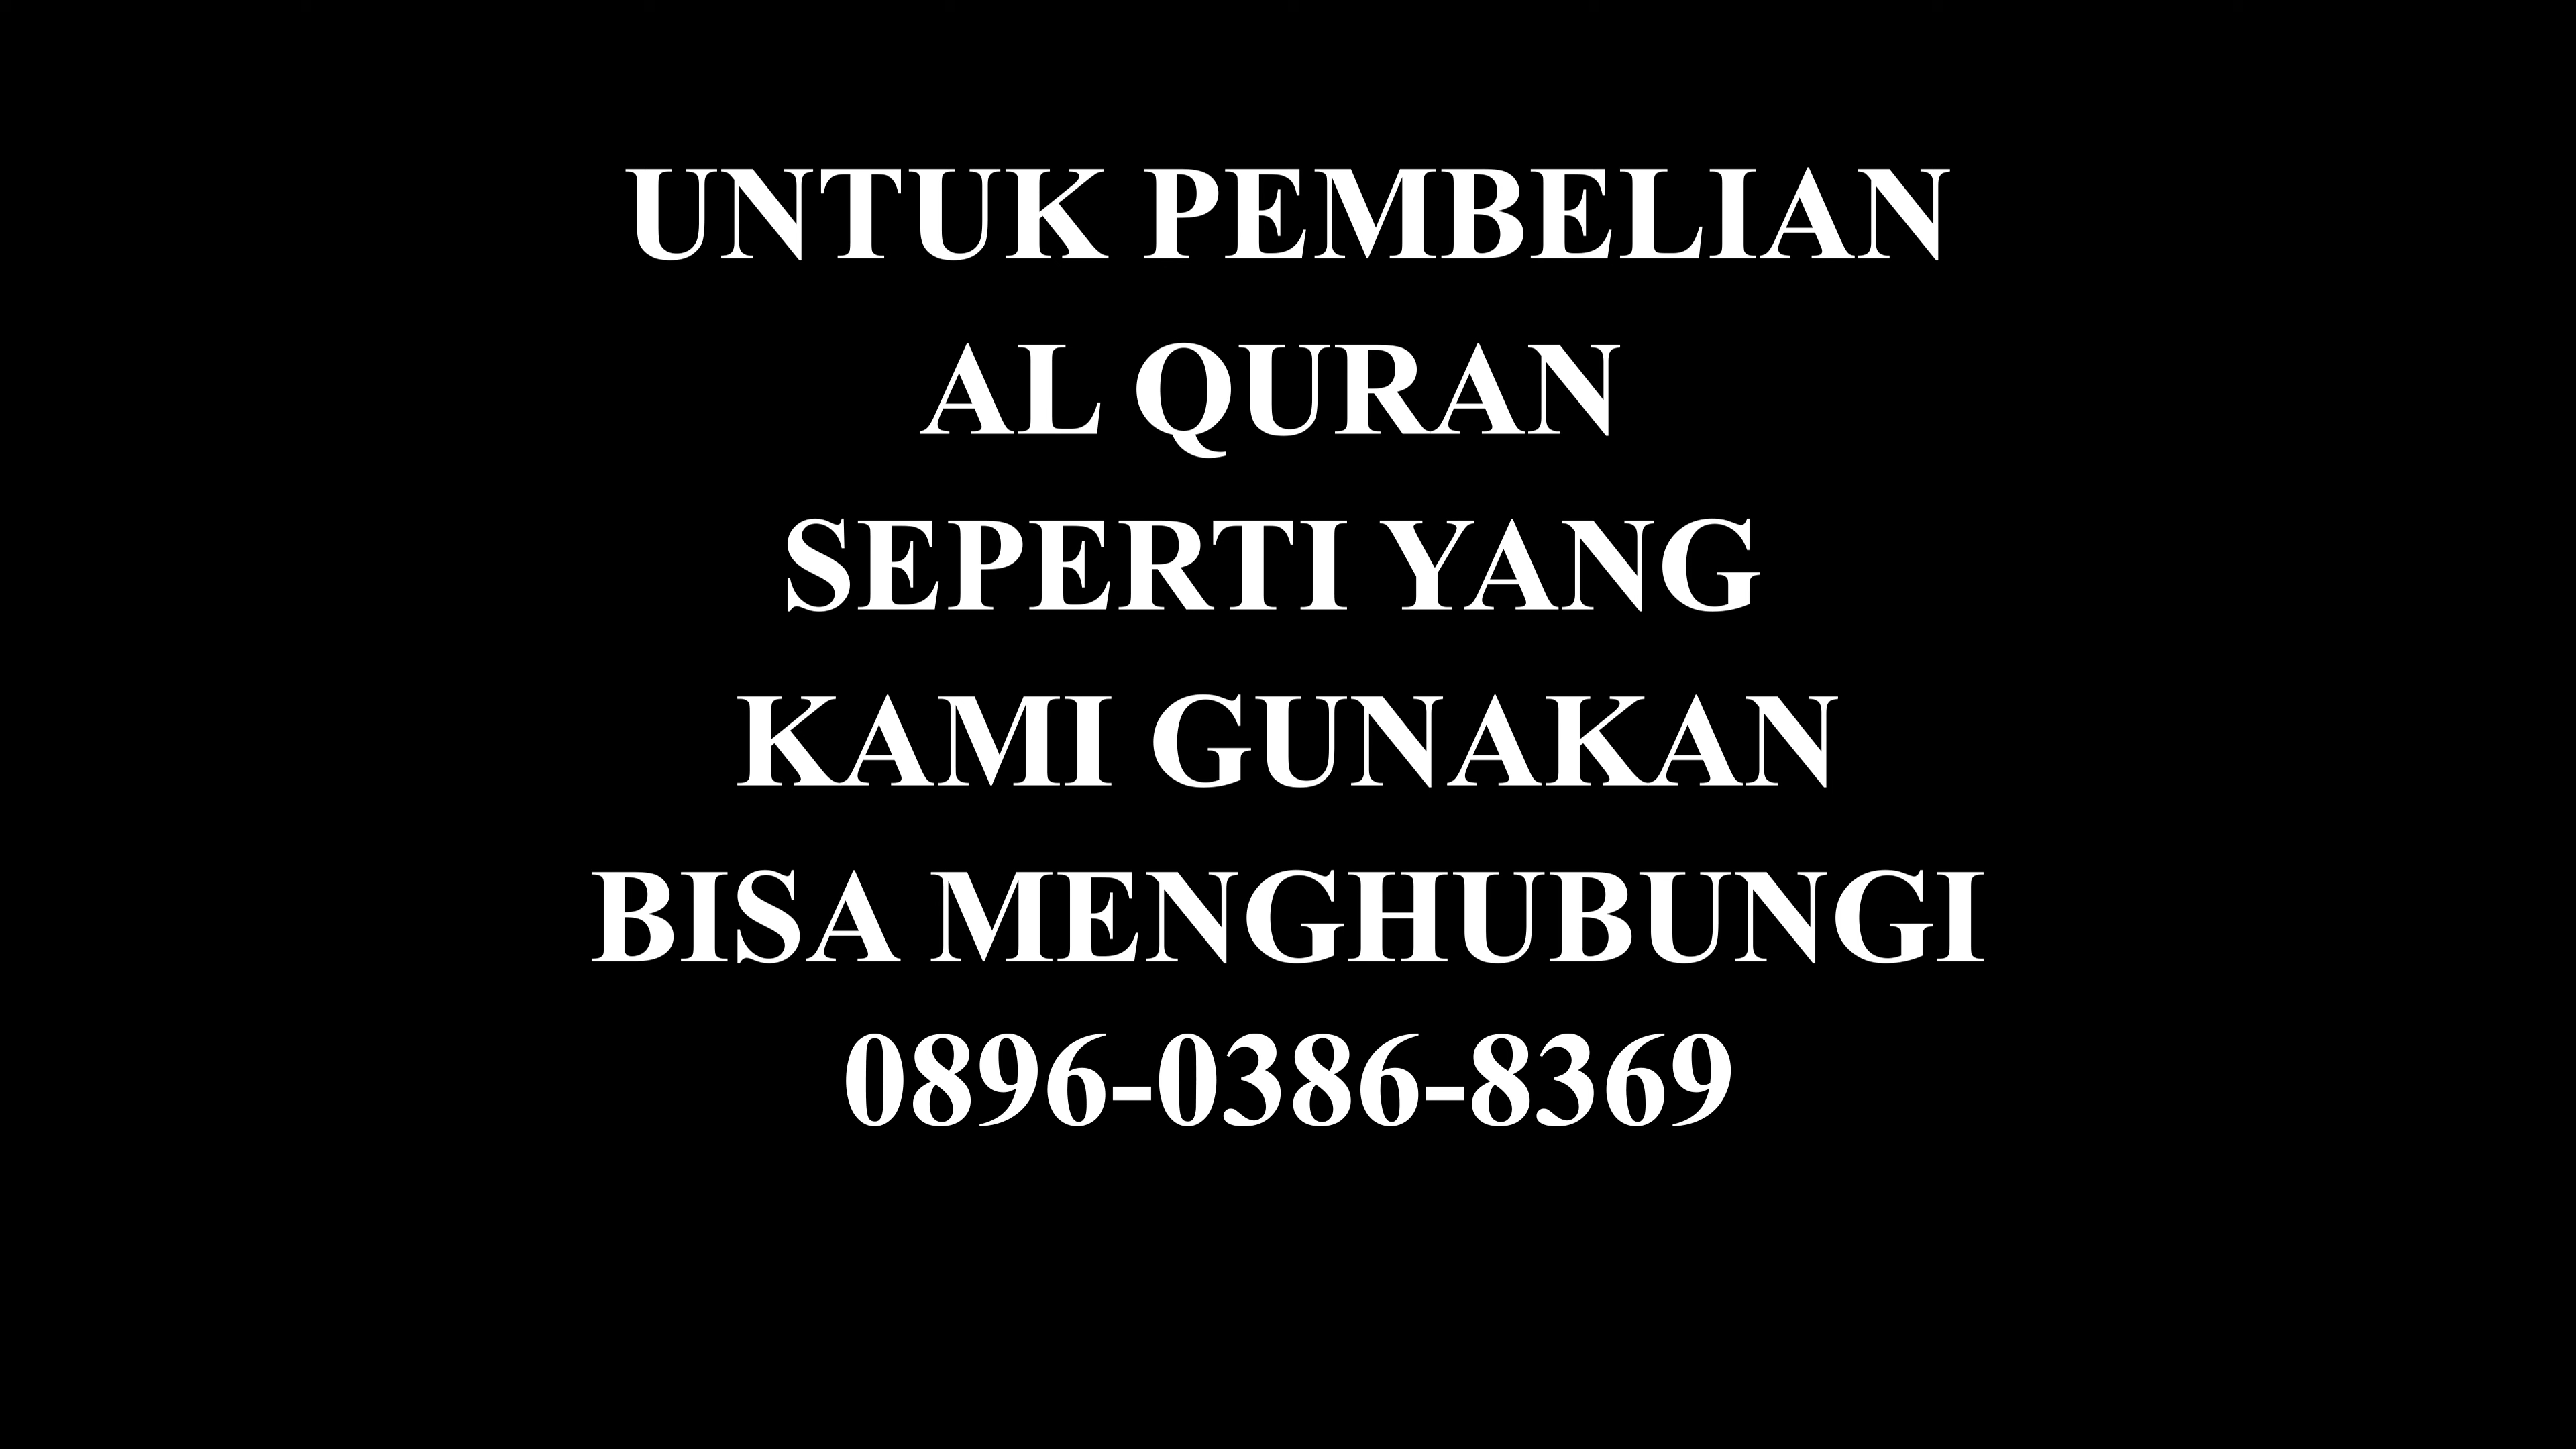 UNTUK PEMBELIAN
AL QURAN
SEPERTI YANG
KAMI GUNAKAN
BISA MENGHUBUNGI
0896-0386-8369